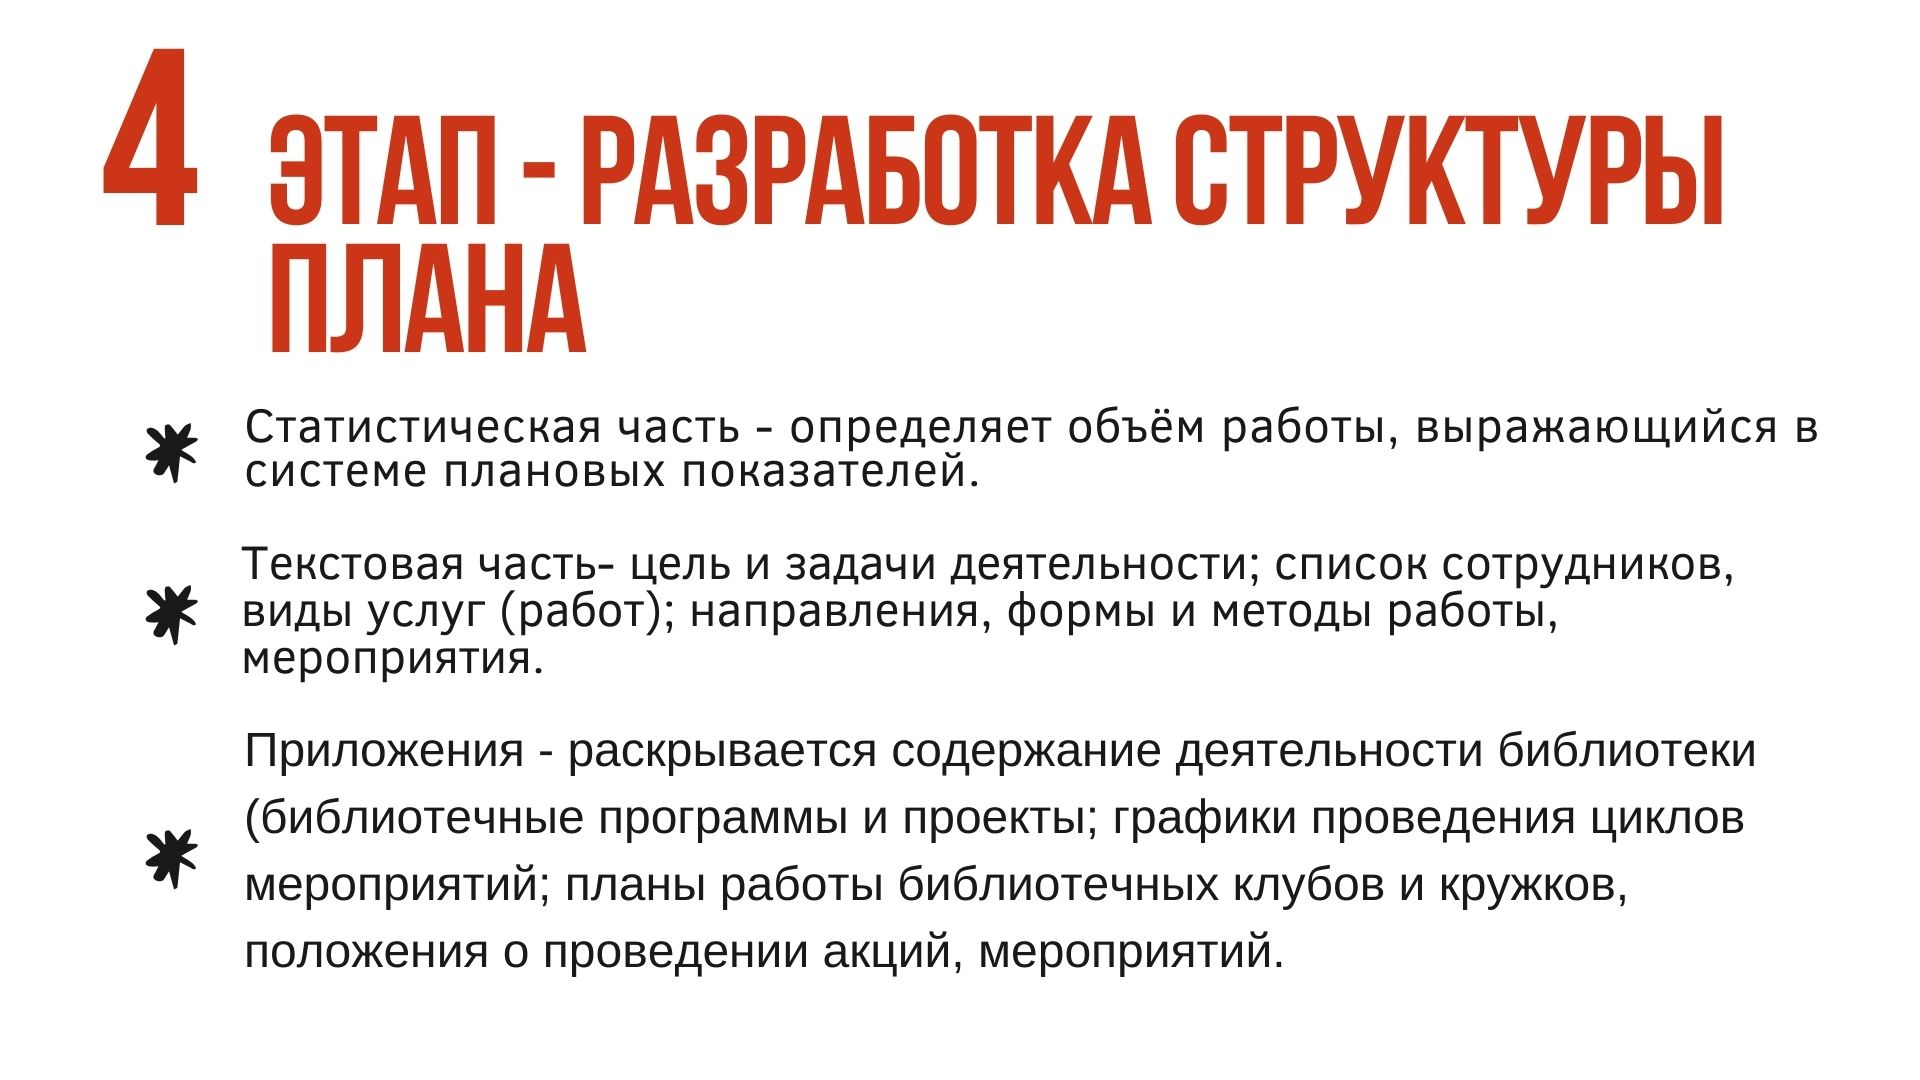 4 ЭТАП - РАЗРАБОТКА СТРУКТУРЫ
ПЛАНА
Статистическая часть - определяет объём работы, выражающийся в
системе плановых показателей.
Текстовая часть- цель и задачи деятельности; список сотрудников,
виды услуг (работ); направления, формы и методы работы,
мероприятия.
Приложения - раскрывается содержание деятельности библиотеки
(библиотечные программы и проекты; графики проведения циклов
мероприятий; планы работы библиотечных клубов и кружков,
положения о проведении акций, мероприятий.